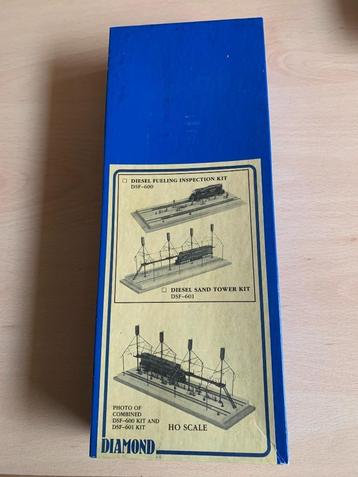 DIESEL FUELING INSPECTION KIT
DSF-600
DIESEL SAND TOWER KIT
DSF-601
PHOTO OF
COMBINED
DSF-600 KIT AND
DSF-601 KIT
HO SCALE
DIAMOND